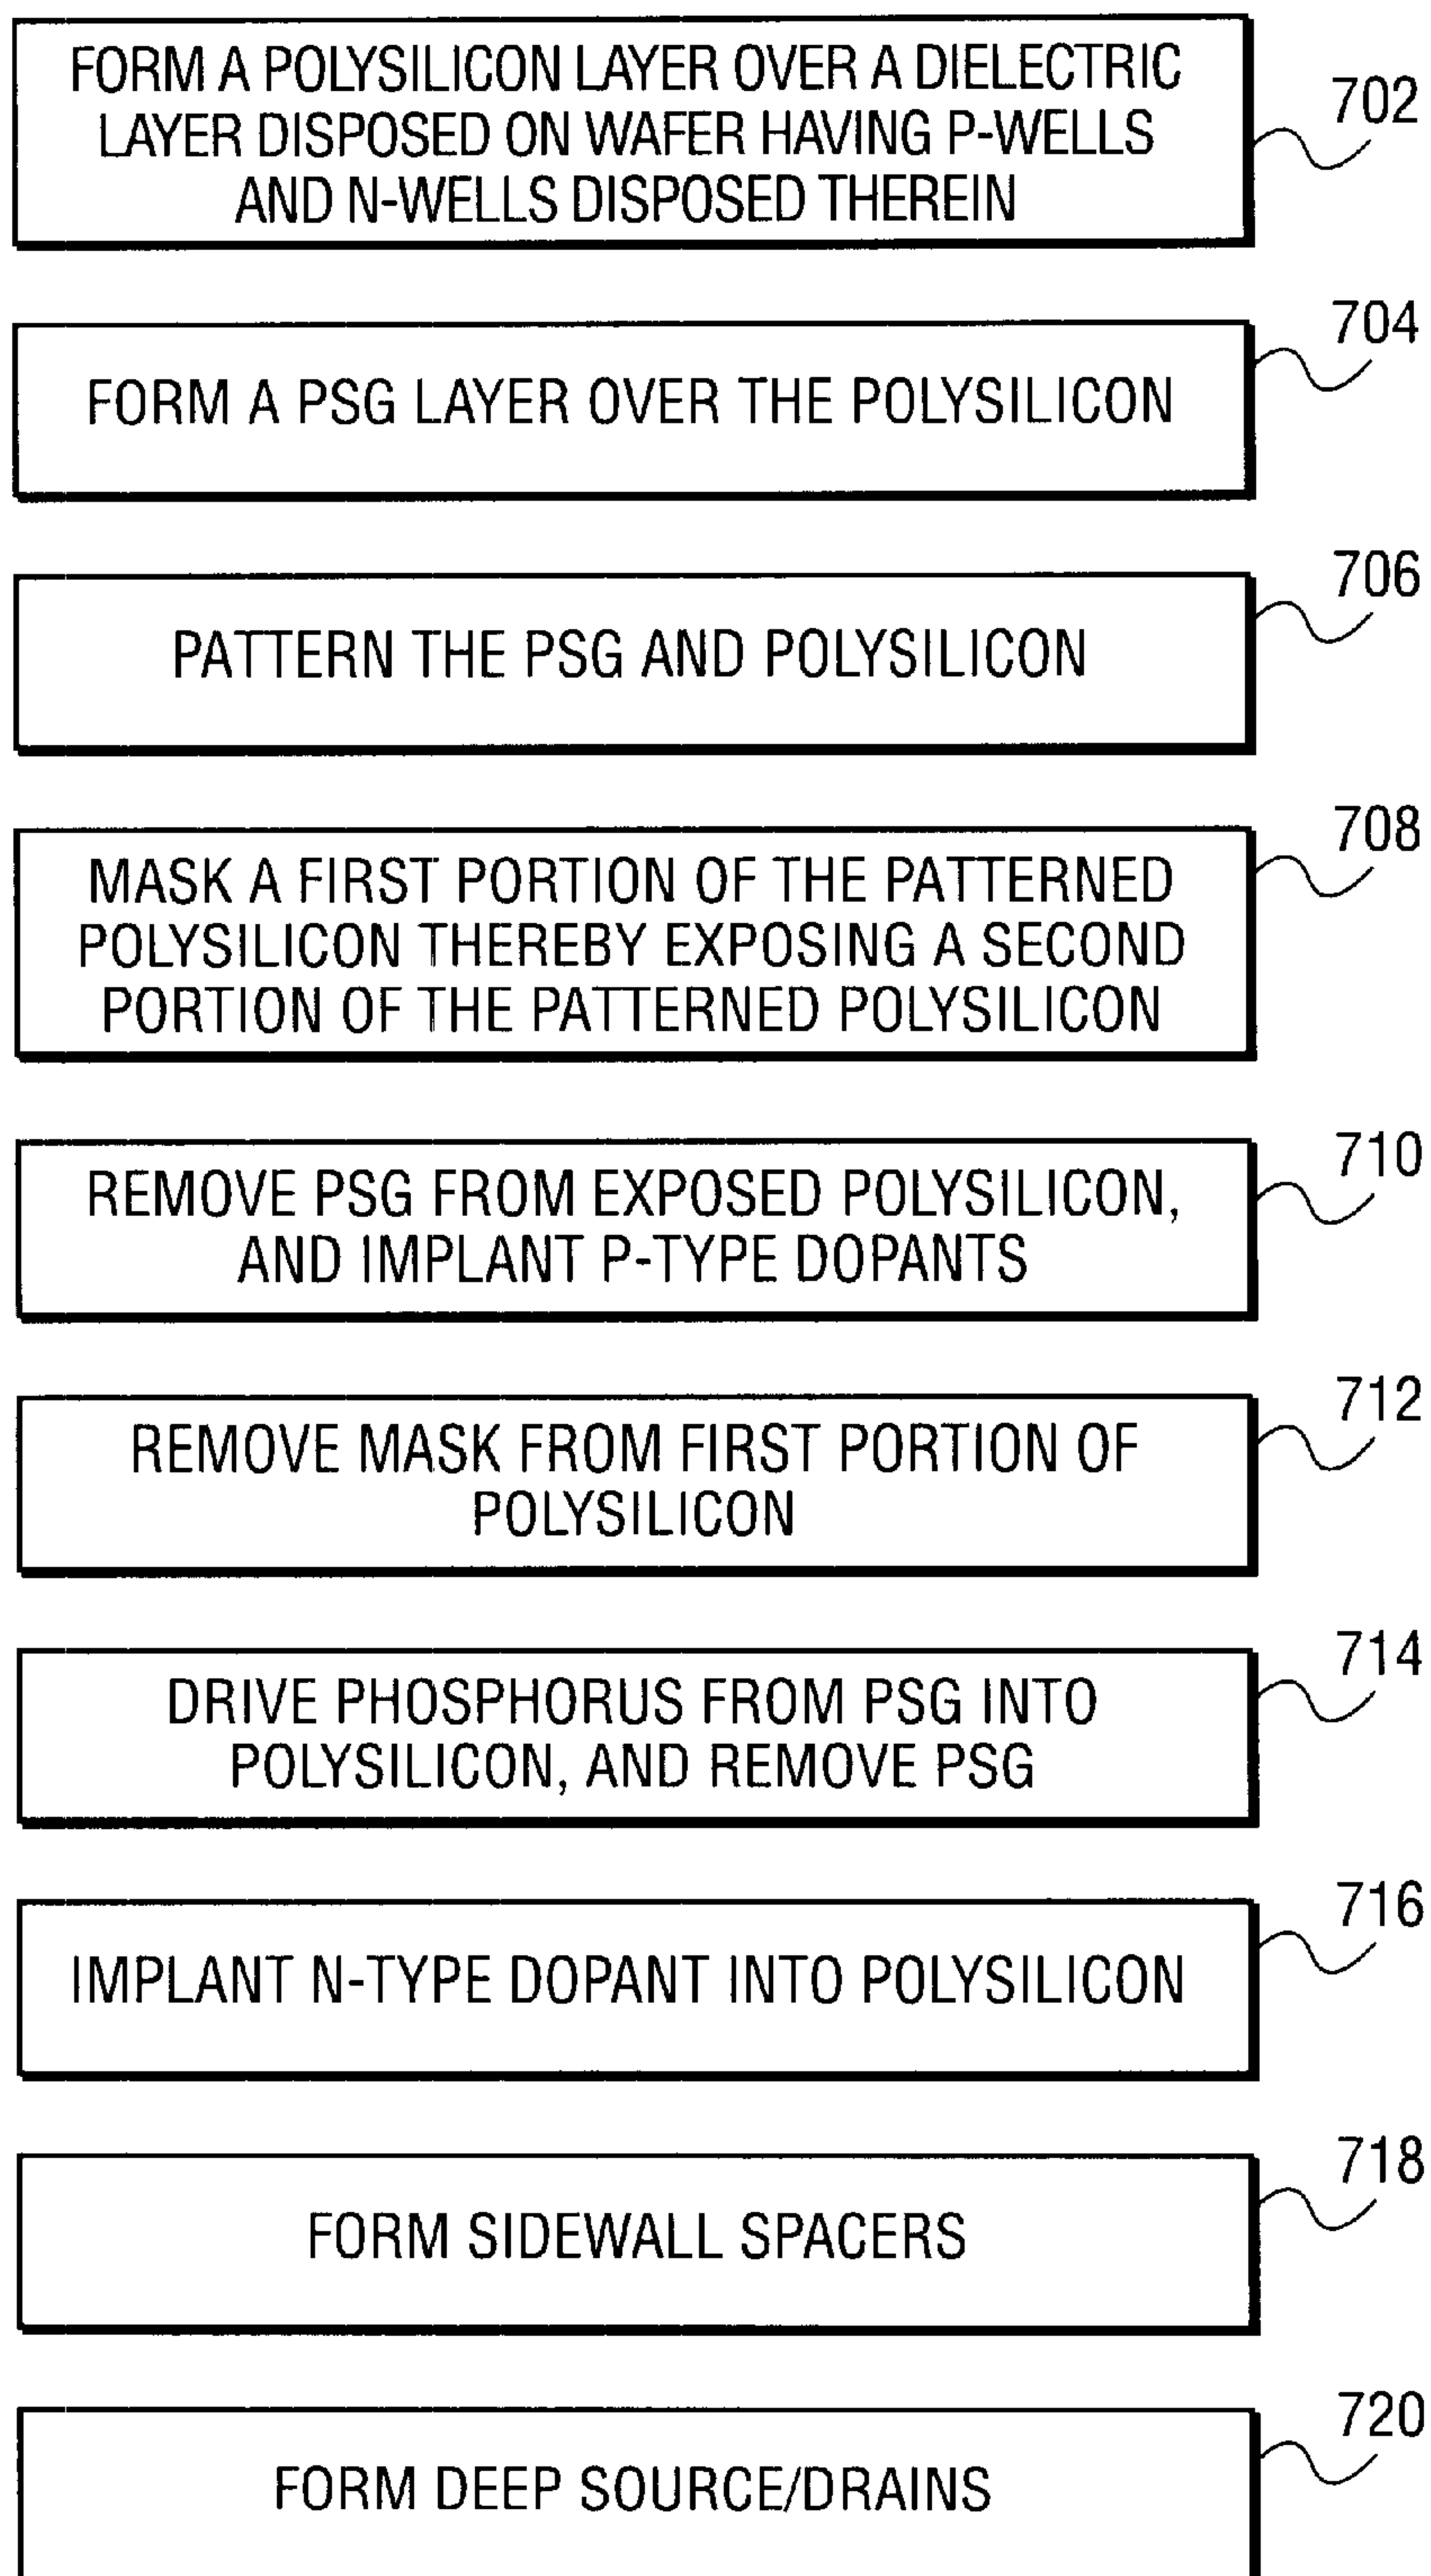 FORM A POLYSILICON LAYER OVER A DIELECTRIC
LAYER DISPOSED ON WAFER HAVING P-WELLS
AND N-WELLS DISPOSED THEREIN
702
FORM A PSG LAYER OVER THE POLYSILICON
704
PATTERN THE PSG AND POLYSILICON
706
MASK A FIRST PORTION OF THE PATTERNED
POLYSILICON THEREBY EXPOSING A SECOND
PORTION OF THE PATTERNED POLYSILICON
708
REMOVE PSG FROM EXPOSED POLYSILICON,
AND IMPLANT P-TYPE DOPANTS
710
REMOVE MASK FROM FIRST PORTION OF
POLYSILICON
712
DRIVE PHOSPHORUS FROM PSG INTO
POLYSILICON, AND REMOVE PSG
714
IMPLANT N-TYPE DOPANT INTO POLYSILICON
716
FORM SIDEWALL SPACERS
718
FORM DEEP SOURCE/DRAINS
720